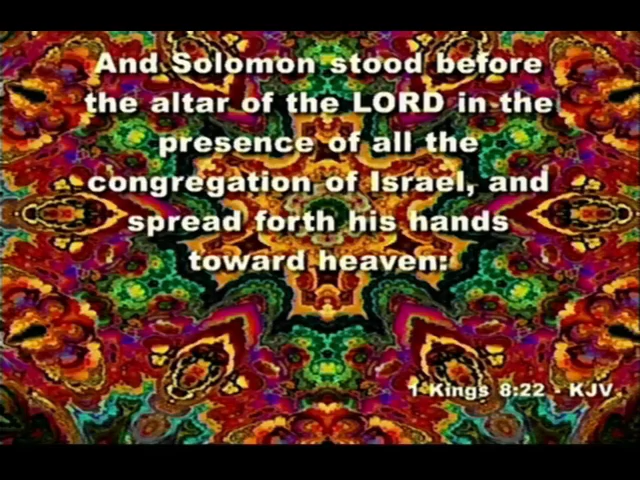 And Solomon stood before
the altar of the LORD in the
presence of all the
congregation of Israel, and
spread forth his hands
toward heaven:
1 Kings 8:22 - KJV